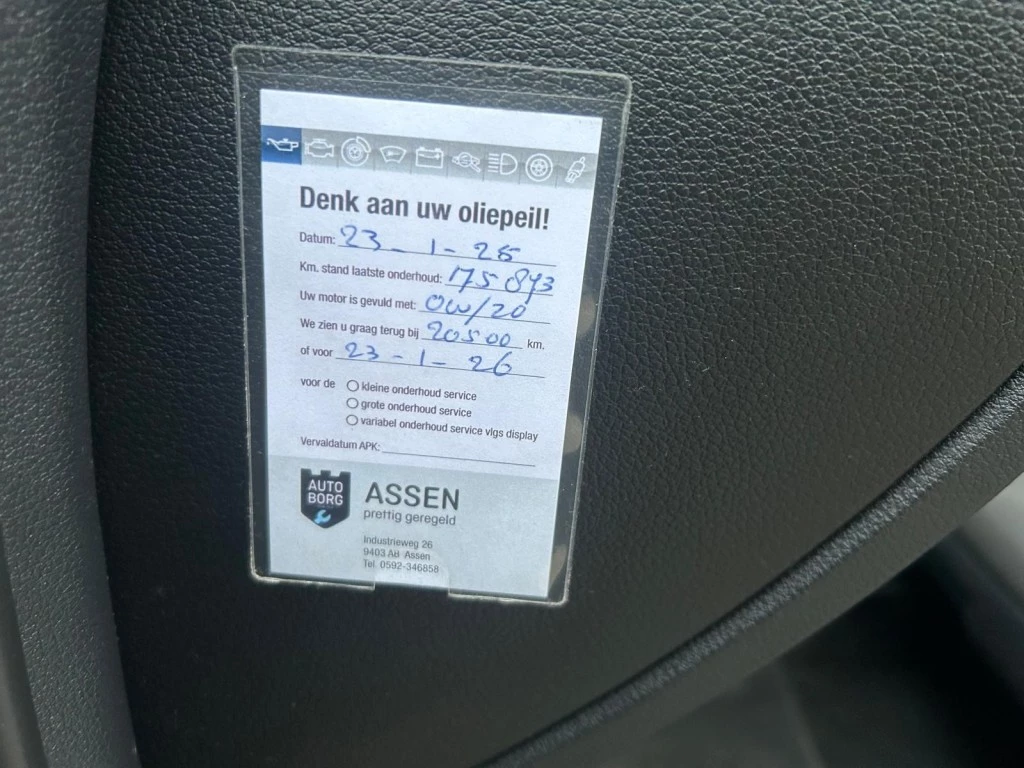 Denk aan uw oliepeil!
Datum: 23 - 1 - 25
Km. stand laatste onderhoud: 175 843
Uw motor is gevuld met: 0W/20
We zien u graag terug bij 20500 km.
of voor 23 - 1 - 26
voor de kleine onderhoud service
grote onderhoud service
variabel onderhoud service vlgs display
Vervaldatum APK:
AUTO
BORG
ASSEN
prettig geregeld
Industrieweg 26
9403 AB Assen
Tel. 0592-346858